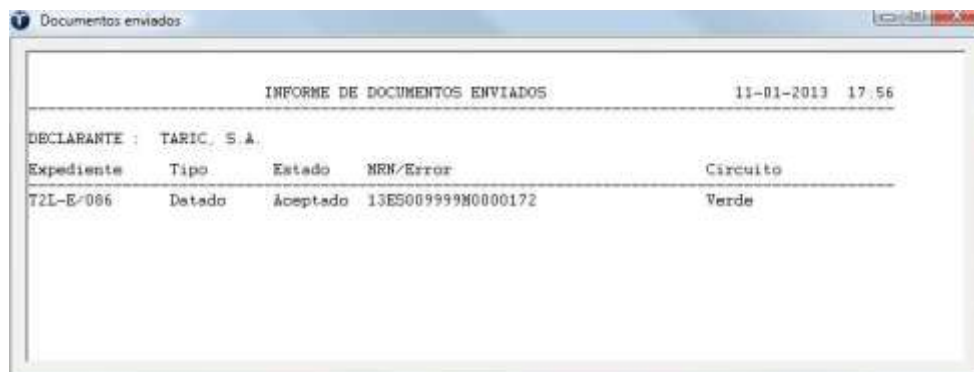 Documentos enviados
INFORME DE DOCUMENTOS ENVIADOS 11-01-2013 17:56
DECLARANTE : TARIC, S.A.
Expediente Tipo Estado MRN/Error Circuito
T2L-E/086 Datado Aceptado 13ES009999M0000172 Verde